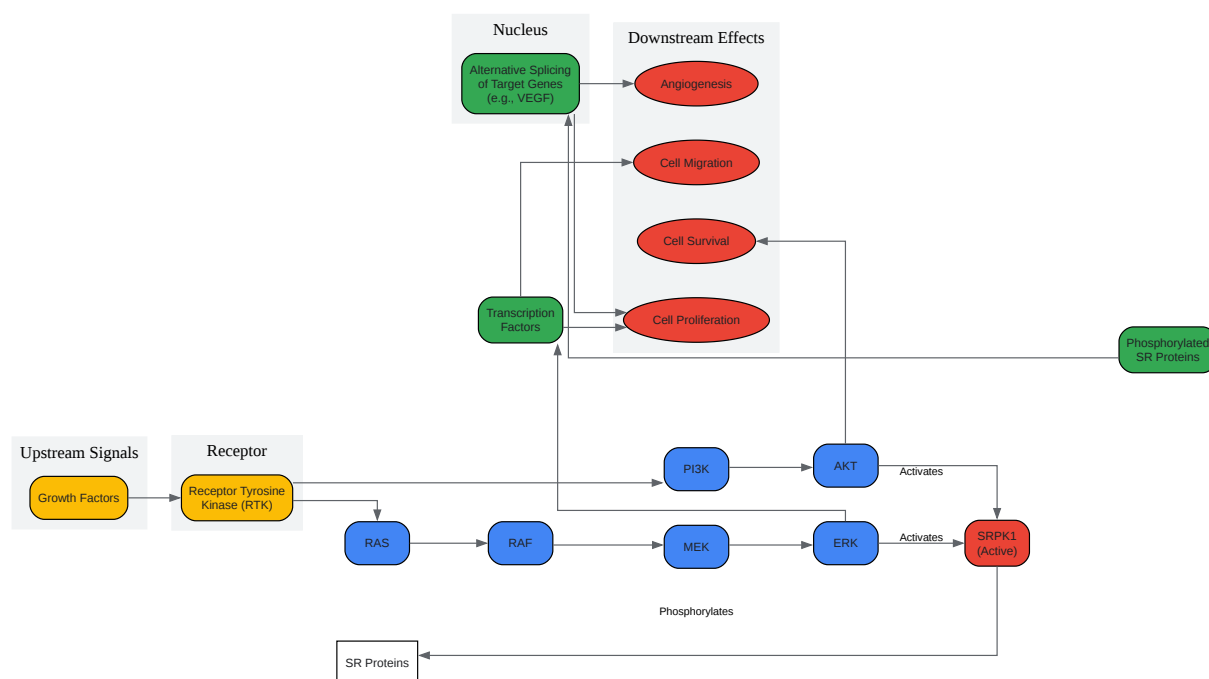 Nucleus
Alternative Splicing
of Target Genes
(e.g., VEGF)
Downstream Effects
Angiogenesis
Cell Migration
Cell Survival
Transcription
Factors
Cell Proliferation
Phosphorylated
SR Proteins
Upstream Signals
Growth Factors
Receptor
Receptor Tyrosine
Kinase (RTK)
PI3K
AKT
Activates
RAS
RAF
MEK
ERK
Activates
SRPK1
(Active)
Phosphorylates
SR Proteins